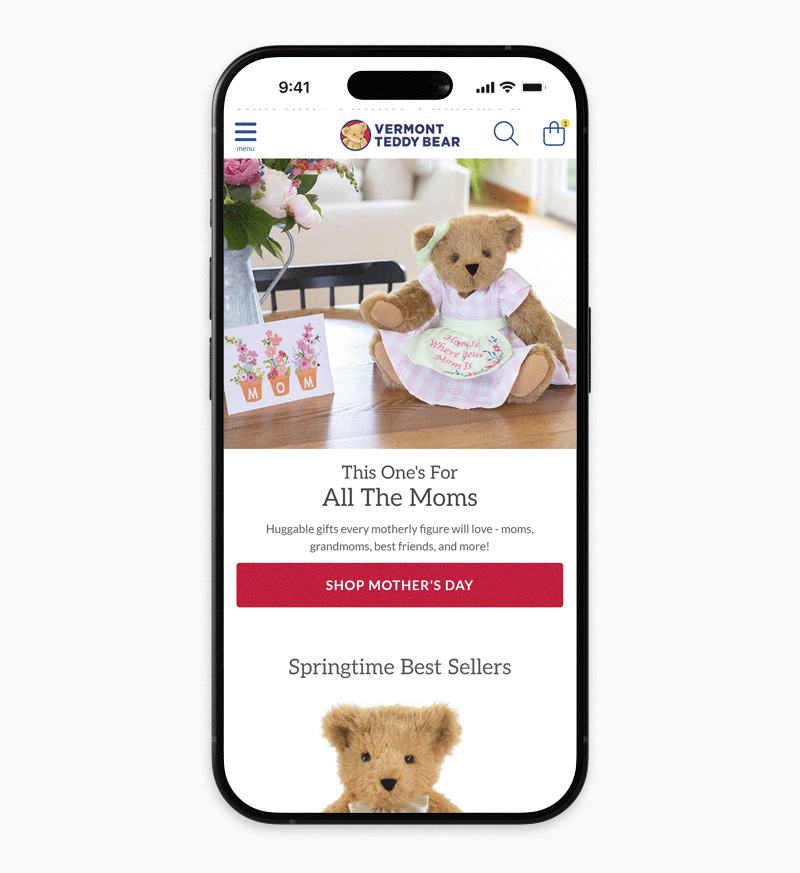 9:41
menu
VERMONT
TEDDY BEAR
1
Home Is
Where Your
Mom Is
M O M
This One's For
All The Moms
Huggable gifts every motherly figure will love - moms,
grandmoms, best friends, and more!
SHOP MOTHER'S DAY
Springtime Best Sellers